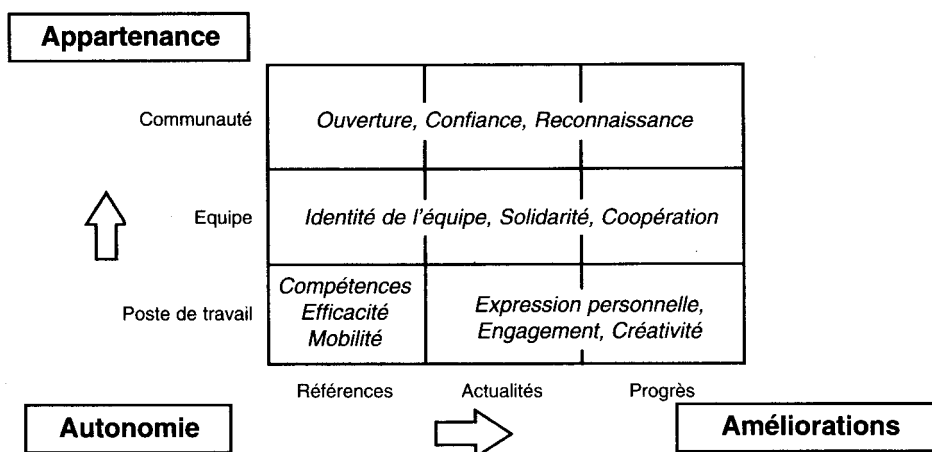 Appartenance
Communauté
Ouverture, Confiance, Reconnaissance
Equipe
Identité de l'équipe, Solidarité, Coopération
Poste de travail
Compétences
Efficacité
Mobilité
Expression personnelle,
Engagement, Créativité
Références
Actualités
Progrès
Autonomie
Améliorations